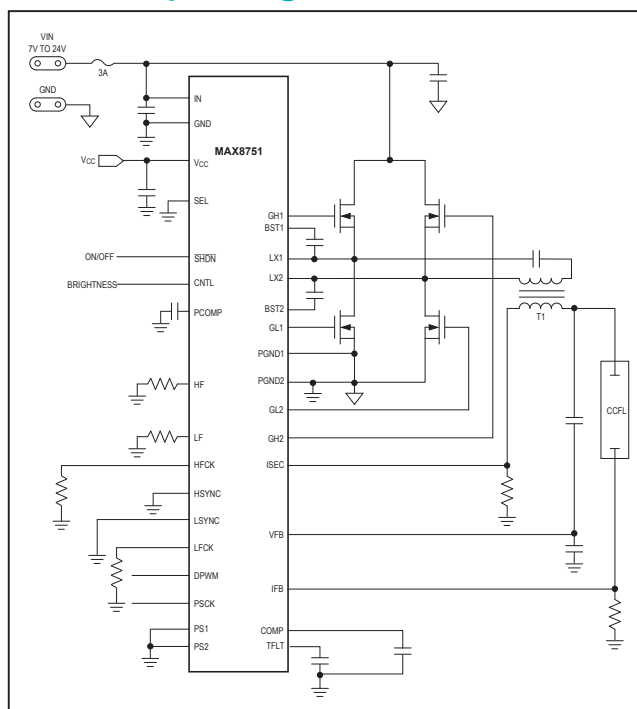 VIN
7V TO 24V
3A
GND
IN
GND
MAX8751
VCC
VCC
SEL
GH1
BST1
ON/OFF
SHDN
LX1
BRIGHTNESS
CNTL
LX2
PCOMP
BST2
T1
GL1
PGND1
HF
PGND2
GL2
CCFL
LF
GH2
HFCK
ISEC
HSYNC
LSYNC
VFB
LFCK
DPWM
IFB
PSCK
PS1
COMP
PS2
TFLT